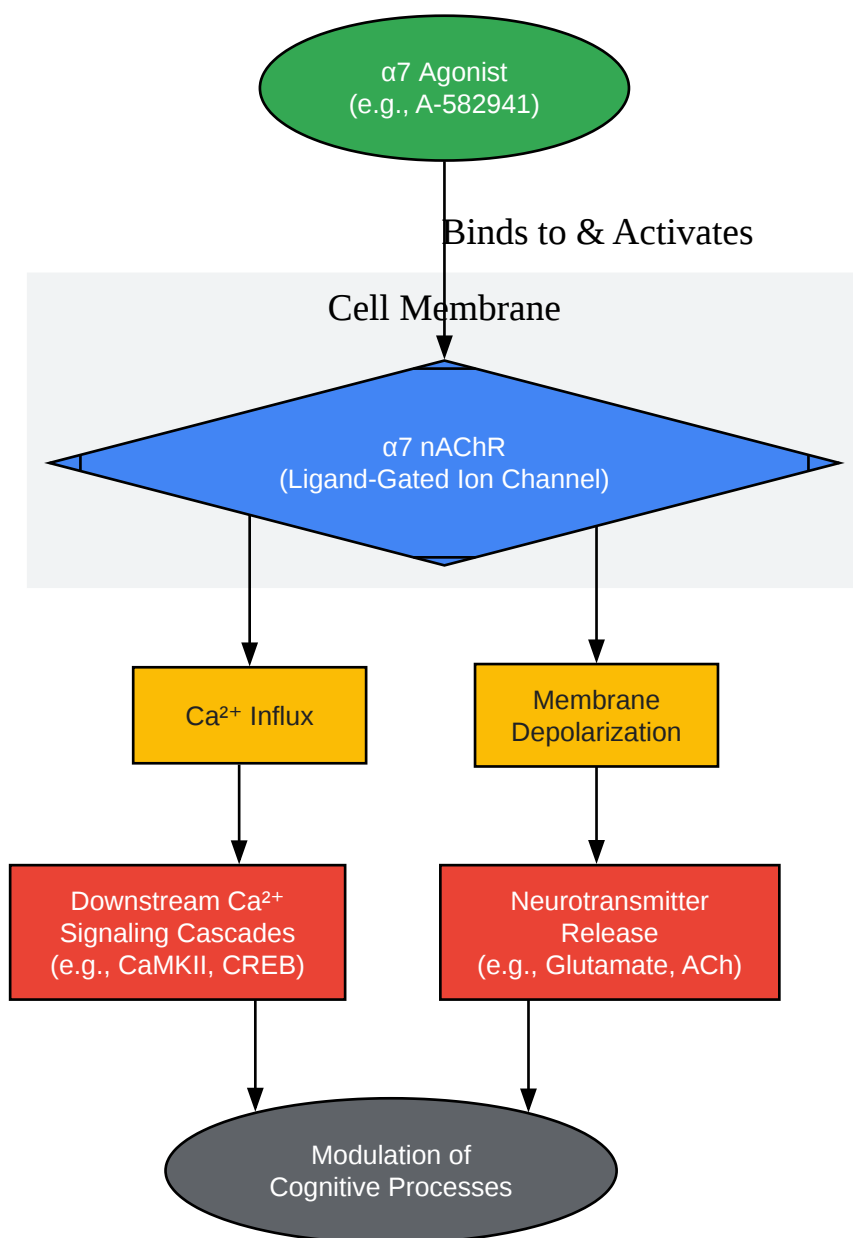 α7 Agonist
(e.g., A-582941)
Binds to & Activates
Cell Membrane
α7 nAChR
(Ligand-Gated Ion Channel)
Ca²⁺ Influx
Membrane
Depolarization
Downstream Ca²⁺
Signaling Cascades
(e.g., CaMKII, CREB)
Neurotransmitter
Release
(e.g., Glutamate, ACh)
Modulation of
Cognitive Processes